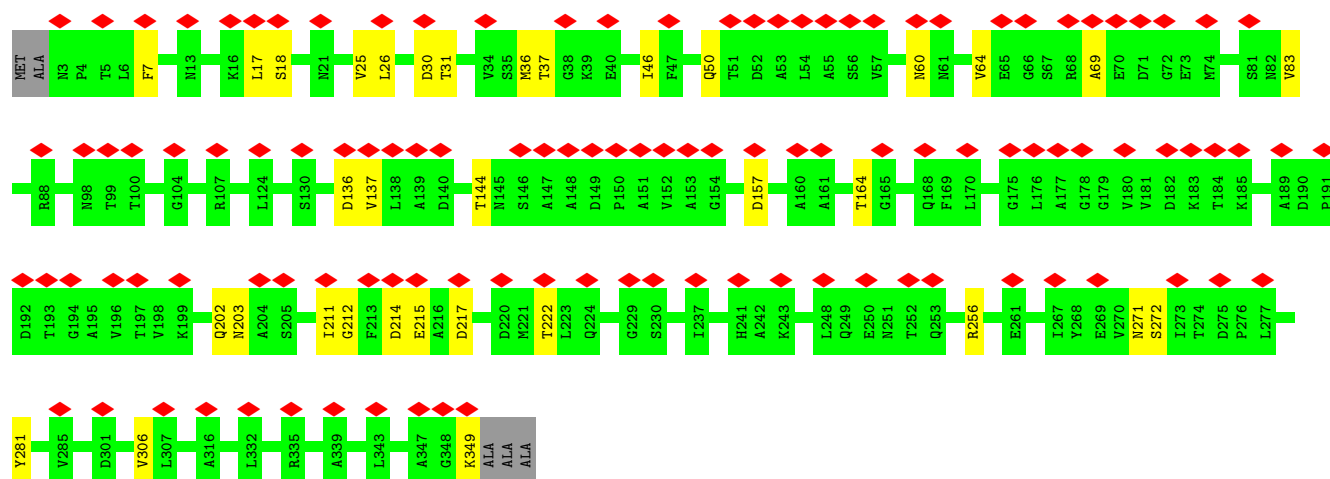 MET ALA N3 P4 T5 L6 F7 N13 K16 L17 S18 N21 V25 L26 D30 T31 V34 S35 M36 T37 G38 K39 E40 I46 F47 Q50 T51 D52 A53 L54 A55 S56 V57 N60 N61 V64 E65 G66 S67 R68 A69 E70 D71 G72 E73 M74 S81 N82 V83
R88 N98 T99 T100 G104 R107 L124 S130 D136 V137 L138 A139 D140 T144 N145 S146 A147 A148 D149 P150 A151 V152 A153 G154 D157 A160 A161 T164 G165 Q168 F169 L170 G175 L176 A177 G178 G179 V180 V181 D182 K183 T184 K185 A189 D190 P191
D192 T193 G194 A195 V196 T197 V198 K199 Q202 N203 A204 S205 I211 G212 F213 D214 E215 A216 D217 D220 M221 T222 L223 Q224 G229 S230 I237 H241 A242 K243 L248 Q249 E250 N251 T252 Q253 R256 E261 I267 Y268 E269 V270 N271 S272 I273 T274 D275 P276 L277
Y281 V285 D301 V306 L307 A316 L332 R335 A339 L343 A347 G348 K349 ALA ALA ALA